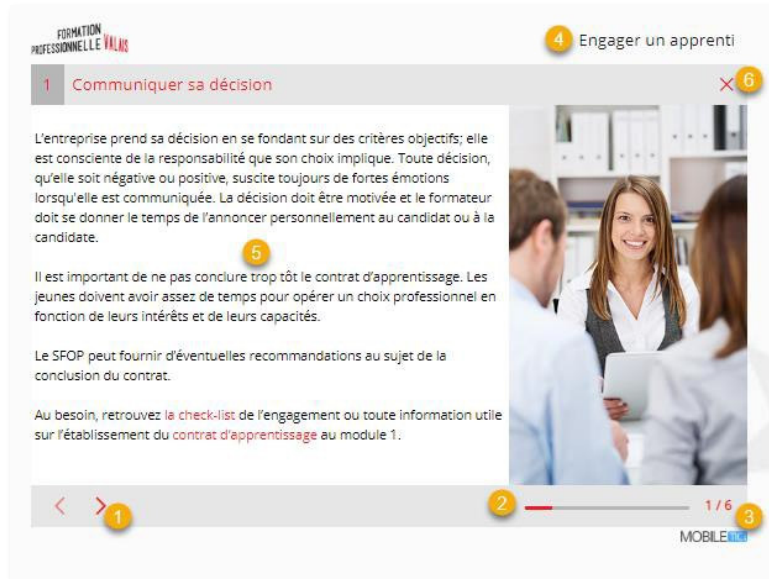 FORMATION
PROFESSIONNELLE VALAIS
4 Engager un apprenti
1 Communiquer sa décision
6
L'entreprise prend sa décision en se fondant sur des critères objectifs; elle
est consciente de la responsabilité que son choix implique. Toute décision,
qu'elle soit négative ou positive, suscite toujours de fortes émotions
lorsqu'elle est communiquée. La décision doit être motivée et le formateur
doit se donner le temps de l'annoncer personnellement au candidat ou à la
candidate.
5
Il est important de ne pas conclure trop tôt le contrat d'apprentissage. Les
jeunes doivent avoir assez de temps pour opérer un choix professionnel en
fonction de leurs intérêts et de leurs capacités.
Le SFOP peut fournir d'éventuelles recommandations au sujet de la
conclusion du contrat.
Au besoin, retrouvez la check-list de l'engagement ou toute information utile
sur l'établissement du contrat d'apprentissage au module 1.
1
2
1 / 6
3
MOBILETIC